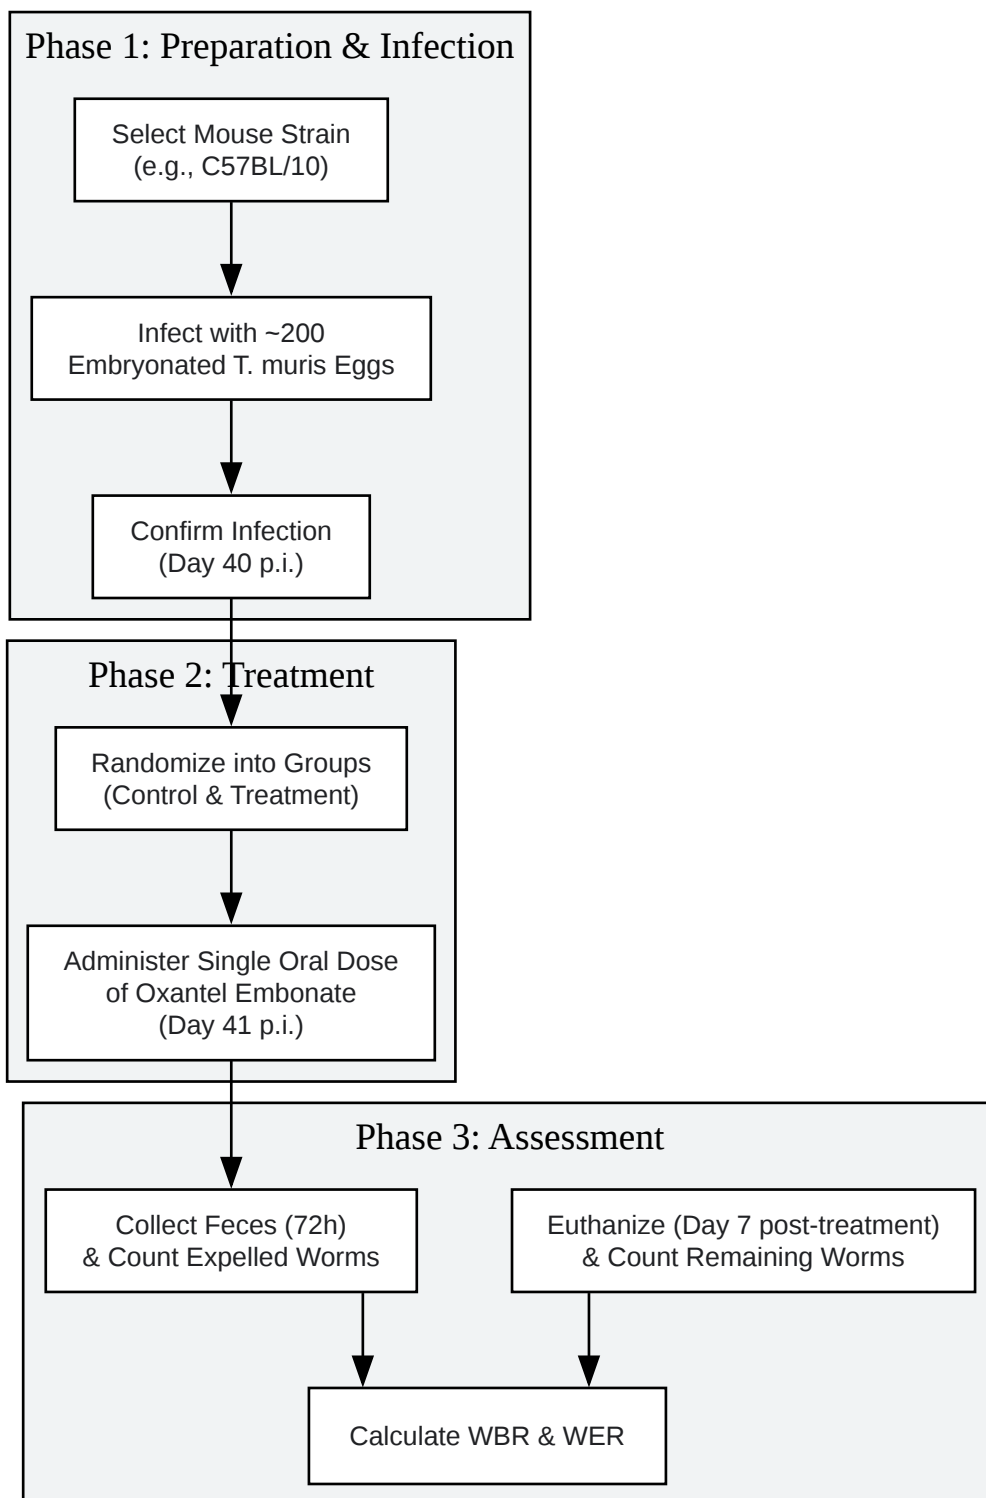 Phase 1: Preparation & Infection
Select Mouse Strain
(e.g., C57BL/10)
Infect with ~200
Embryonated T. muris Eggs
Confirm Infection
(Day 40 p.i.)
Phase 2: Treatment
Randomize into Groups
(Control & Treatment)
Administer Single Oral Dose
of Oxantel Embonate
(Day 41 p.i.)
Phase 3: Assessment
Collect Feces (72h)
& Count Expelled Worms
Euthanize (Day 7 post-treatment)
& Count Remaining Worms
Calculate WBR & WER